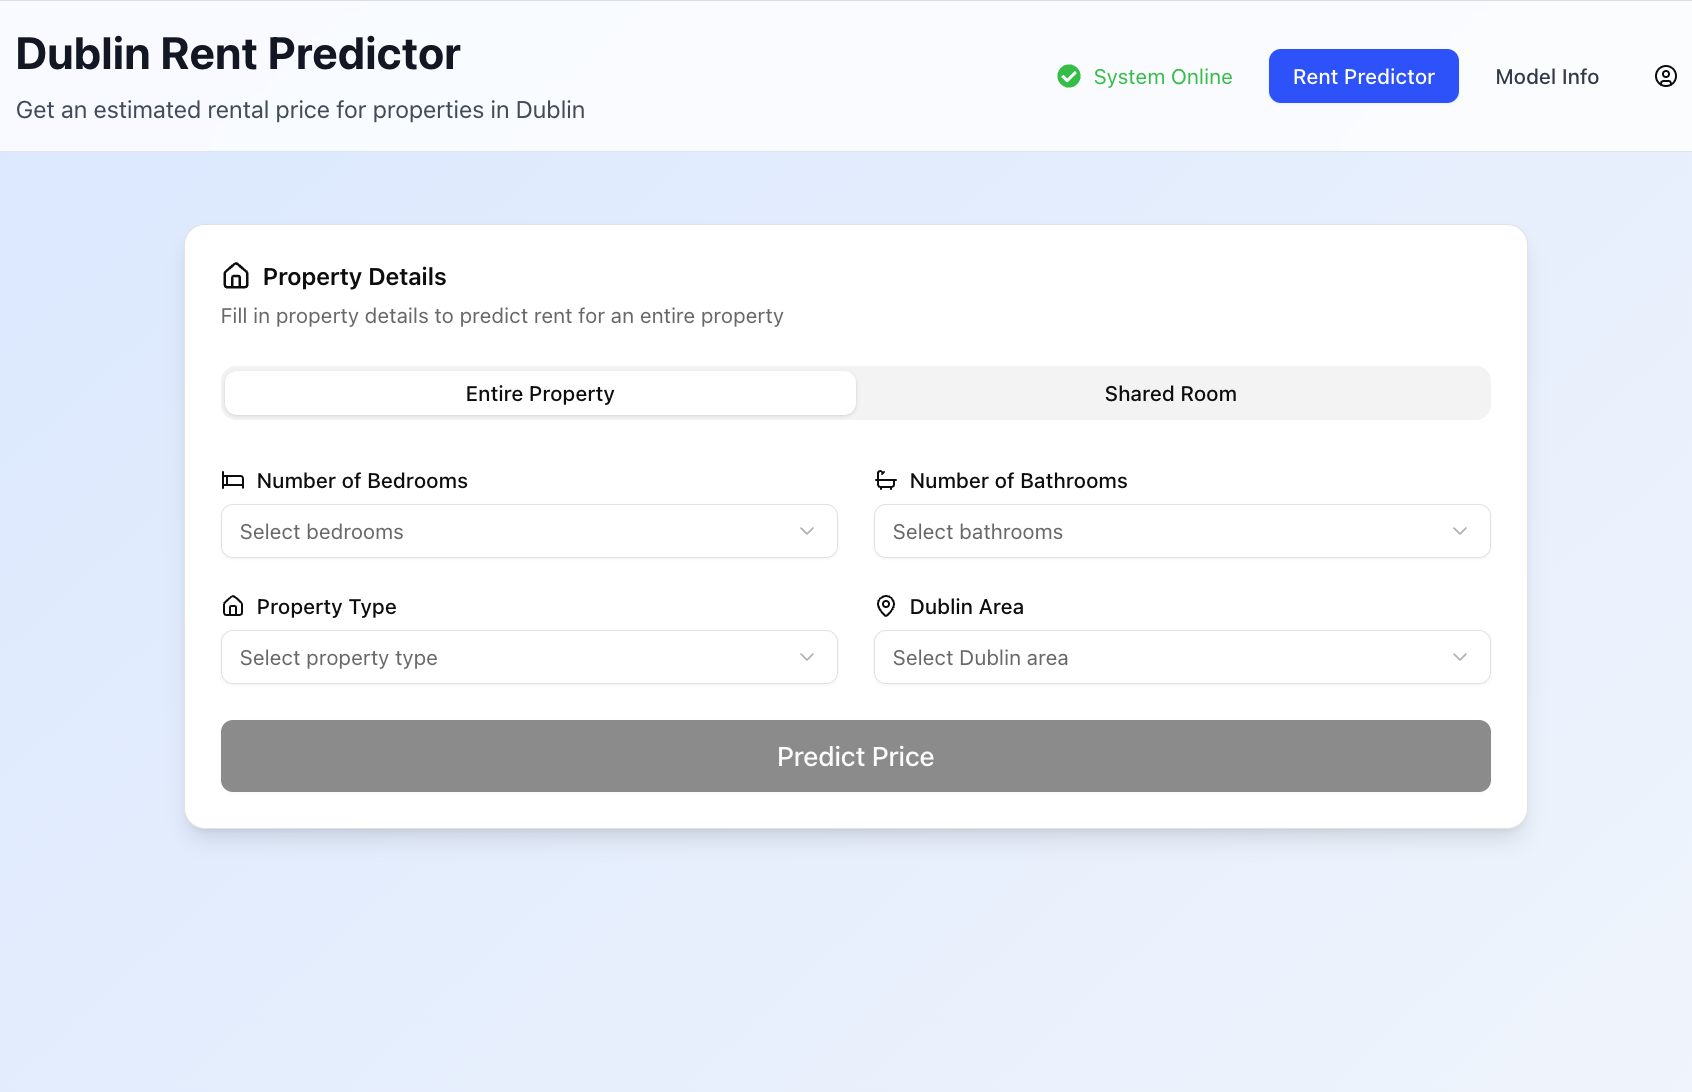 Dublin Rent Predictor
Get an estimated rental price for properties in Dublin
System Online
Rent Predictor
Model Info
Property Details
Fill in property details to predict rent for an entire property
Entire Property
Shared Room
Number of Bedrooms
Select bedrooms
Number of Bathrooms
Select bathrooms
Property Type
Select property type
Dublin Area
Select Dublin area
Predict Price